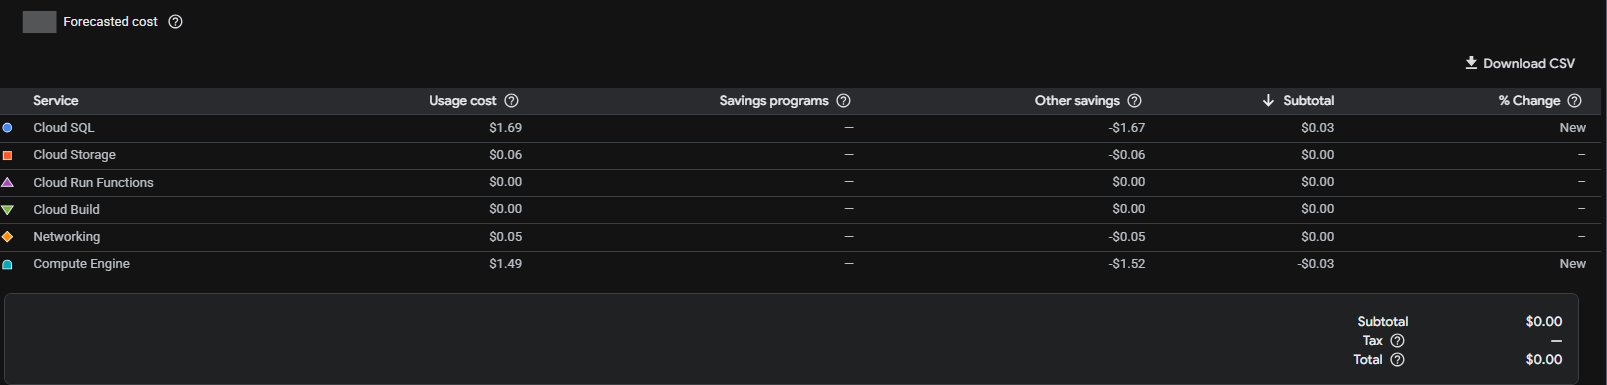 Forecasted cost
Download CSV
Service Usage cost Savings programs Other savings Subtotal % Change
Cloud SQL $1.69 — -$1.67 $0.03 New
Cloud Storage $0.06 — -$0.06 $0.00 –
Cloud Run Functions $0.00 — $0.00 $0.00 –
Cloud Build $0.00 — $0.00 $0.00 –
Networking $0.05 — -$0.05 $0.00 –
Compute Engine $1.49 — -$1.52 -$0.03 New
Subtotal $0.00
Tax —
Total $0.00